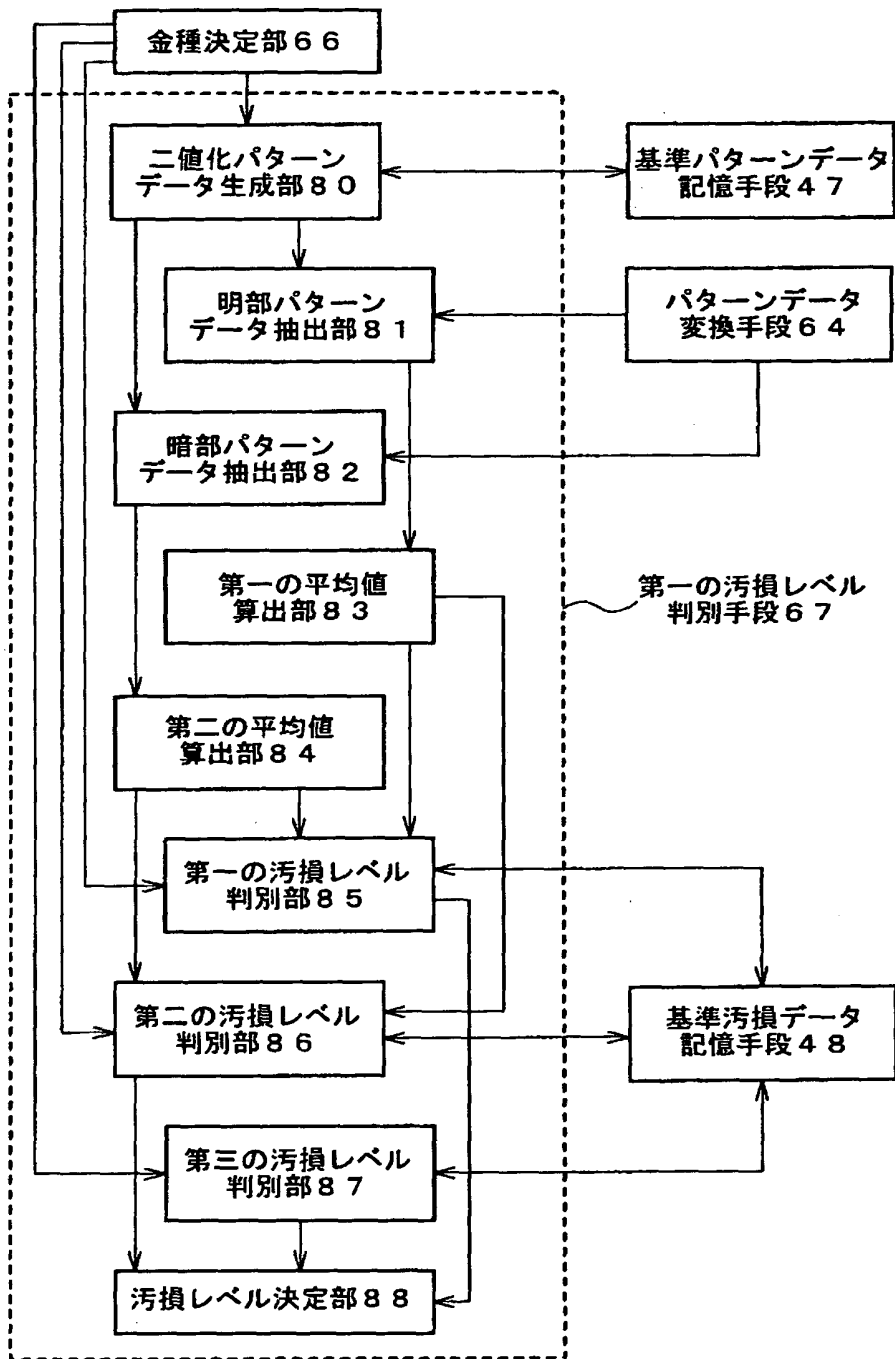 金種決定部６６
二値化パターン
データ生成部８０
基準パターンデータ
記憶手段４７
明部パターン
データ抽出部８１
パターンデータ
変換手段６４
暗部パターン
データ抽出部８２
第一の平均値
算出部８３
第一の汚損レベル
判別手段６７
第二の平均値
算出部８４
第一の汚損レベル
判別部８５
第二の汚損レベル
判別部８６
基準汚損データ
記憶手段４８
第三の汚損レベル
判別部８７
汚損レベル決定部８８